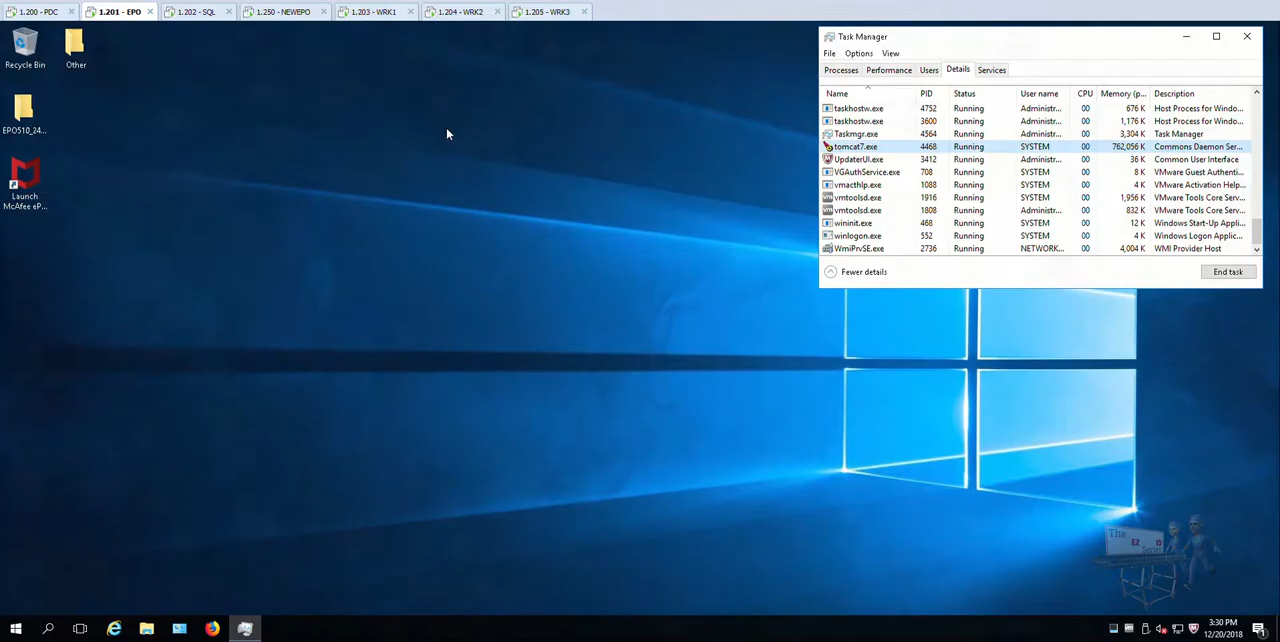 1.200 - PDC
1.201 - EPO
1.202 - SQL
1.250 - NEWEPO
1.203 - WRK1
1.204 - WRK2
1.205 - WRK3
Recycle Bin
Other
EPO510_24...
Launch
McAfee eP...
Task Manager
File Options View
Processes Performance Users Details Services
Name PID Status User name CPU Memory (p... Description
taskhostw.exe 4752 Running Administr... 00 676 K Host Process for Windo...
taskhostw.exe 3600 Running Administr... 00 1,176 K Host Process for Windo...
Taskmgr.exe 4564 Running Administr... 00 3,304 K Task Manager
tomcat7.exe 4468 Running SYSTEM 00 762,056 K Commons Daemon Ser...
UpdaterUI.exe 3412 Running Administr... 00 36 K Common User Interface
VGAuthService.exe 708 Running SYSTEM 00 8 K VMware Guest Authenti...
vmacthlp.exe 1088 Running SYSTEM 00 4 K VMware Activation Help...
vmtoolsd.exe 1916 Running SYSTEM 00 1,956 K VMware Tools Core Serv...
vmtoolsd.exe 1808 Running Administr... 00 832 K VMware Tools Core Serv...
wininit.exe 468 Running SYSTEM 00 12 K Windows Start-Up Appli...
winlogon.exe 552 Running SYSTEM 00 4 K Windows Logon Applic...
WmiPrvSE.exe 2736 Running NETWORK... 00 4,004 K WMI Provider Host
Fewer details
End task
The
EZ
Series
3:30 PM
12/20/2018